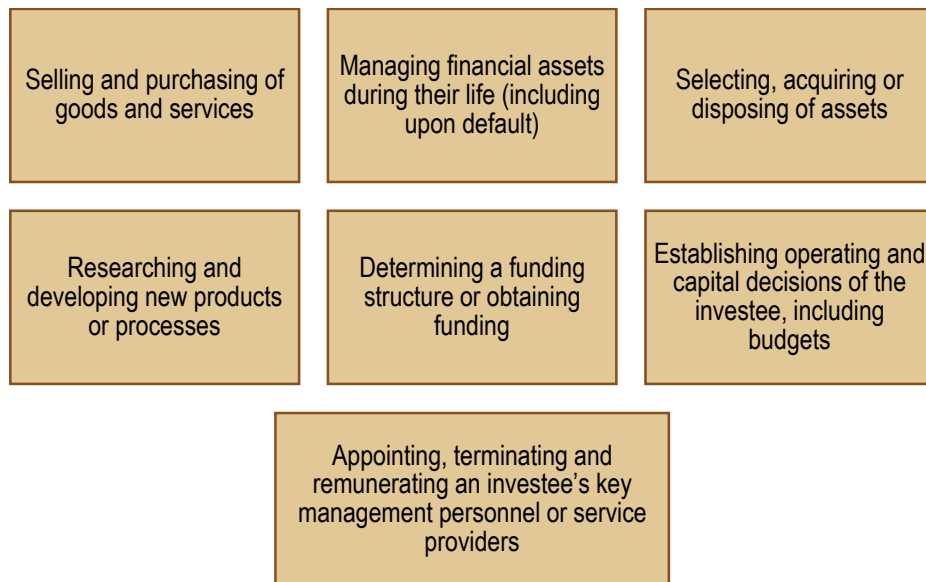 Selling and purchasing of
goods and services
Managing financial assets
during their life (including
upon default)
Selecting, acquiring or
disposing of assets
Researching and
developing new products
or processes
Determining a funding
structure or obtaining
funding
Establishing operating and
capital decisions of the
investee, including
budgets
Appointing, terminating and
remunerating an investee’s key
management personnel or service
providers